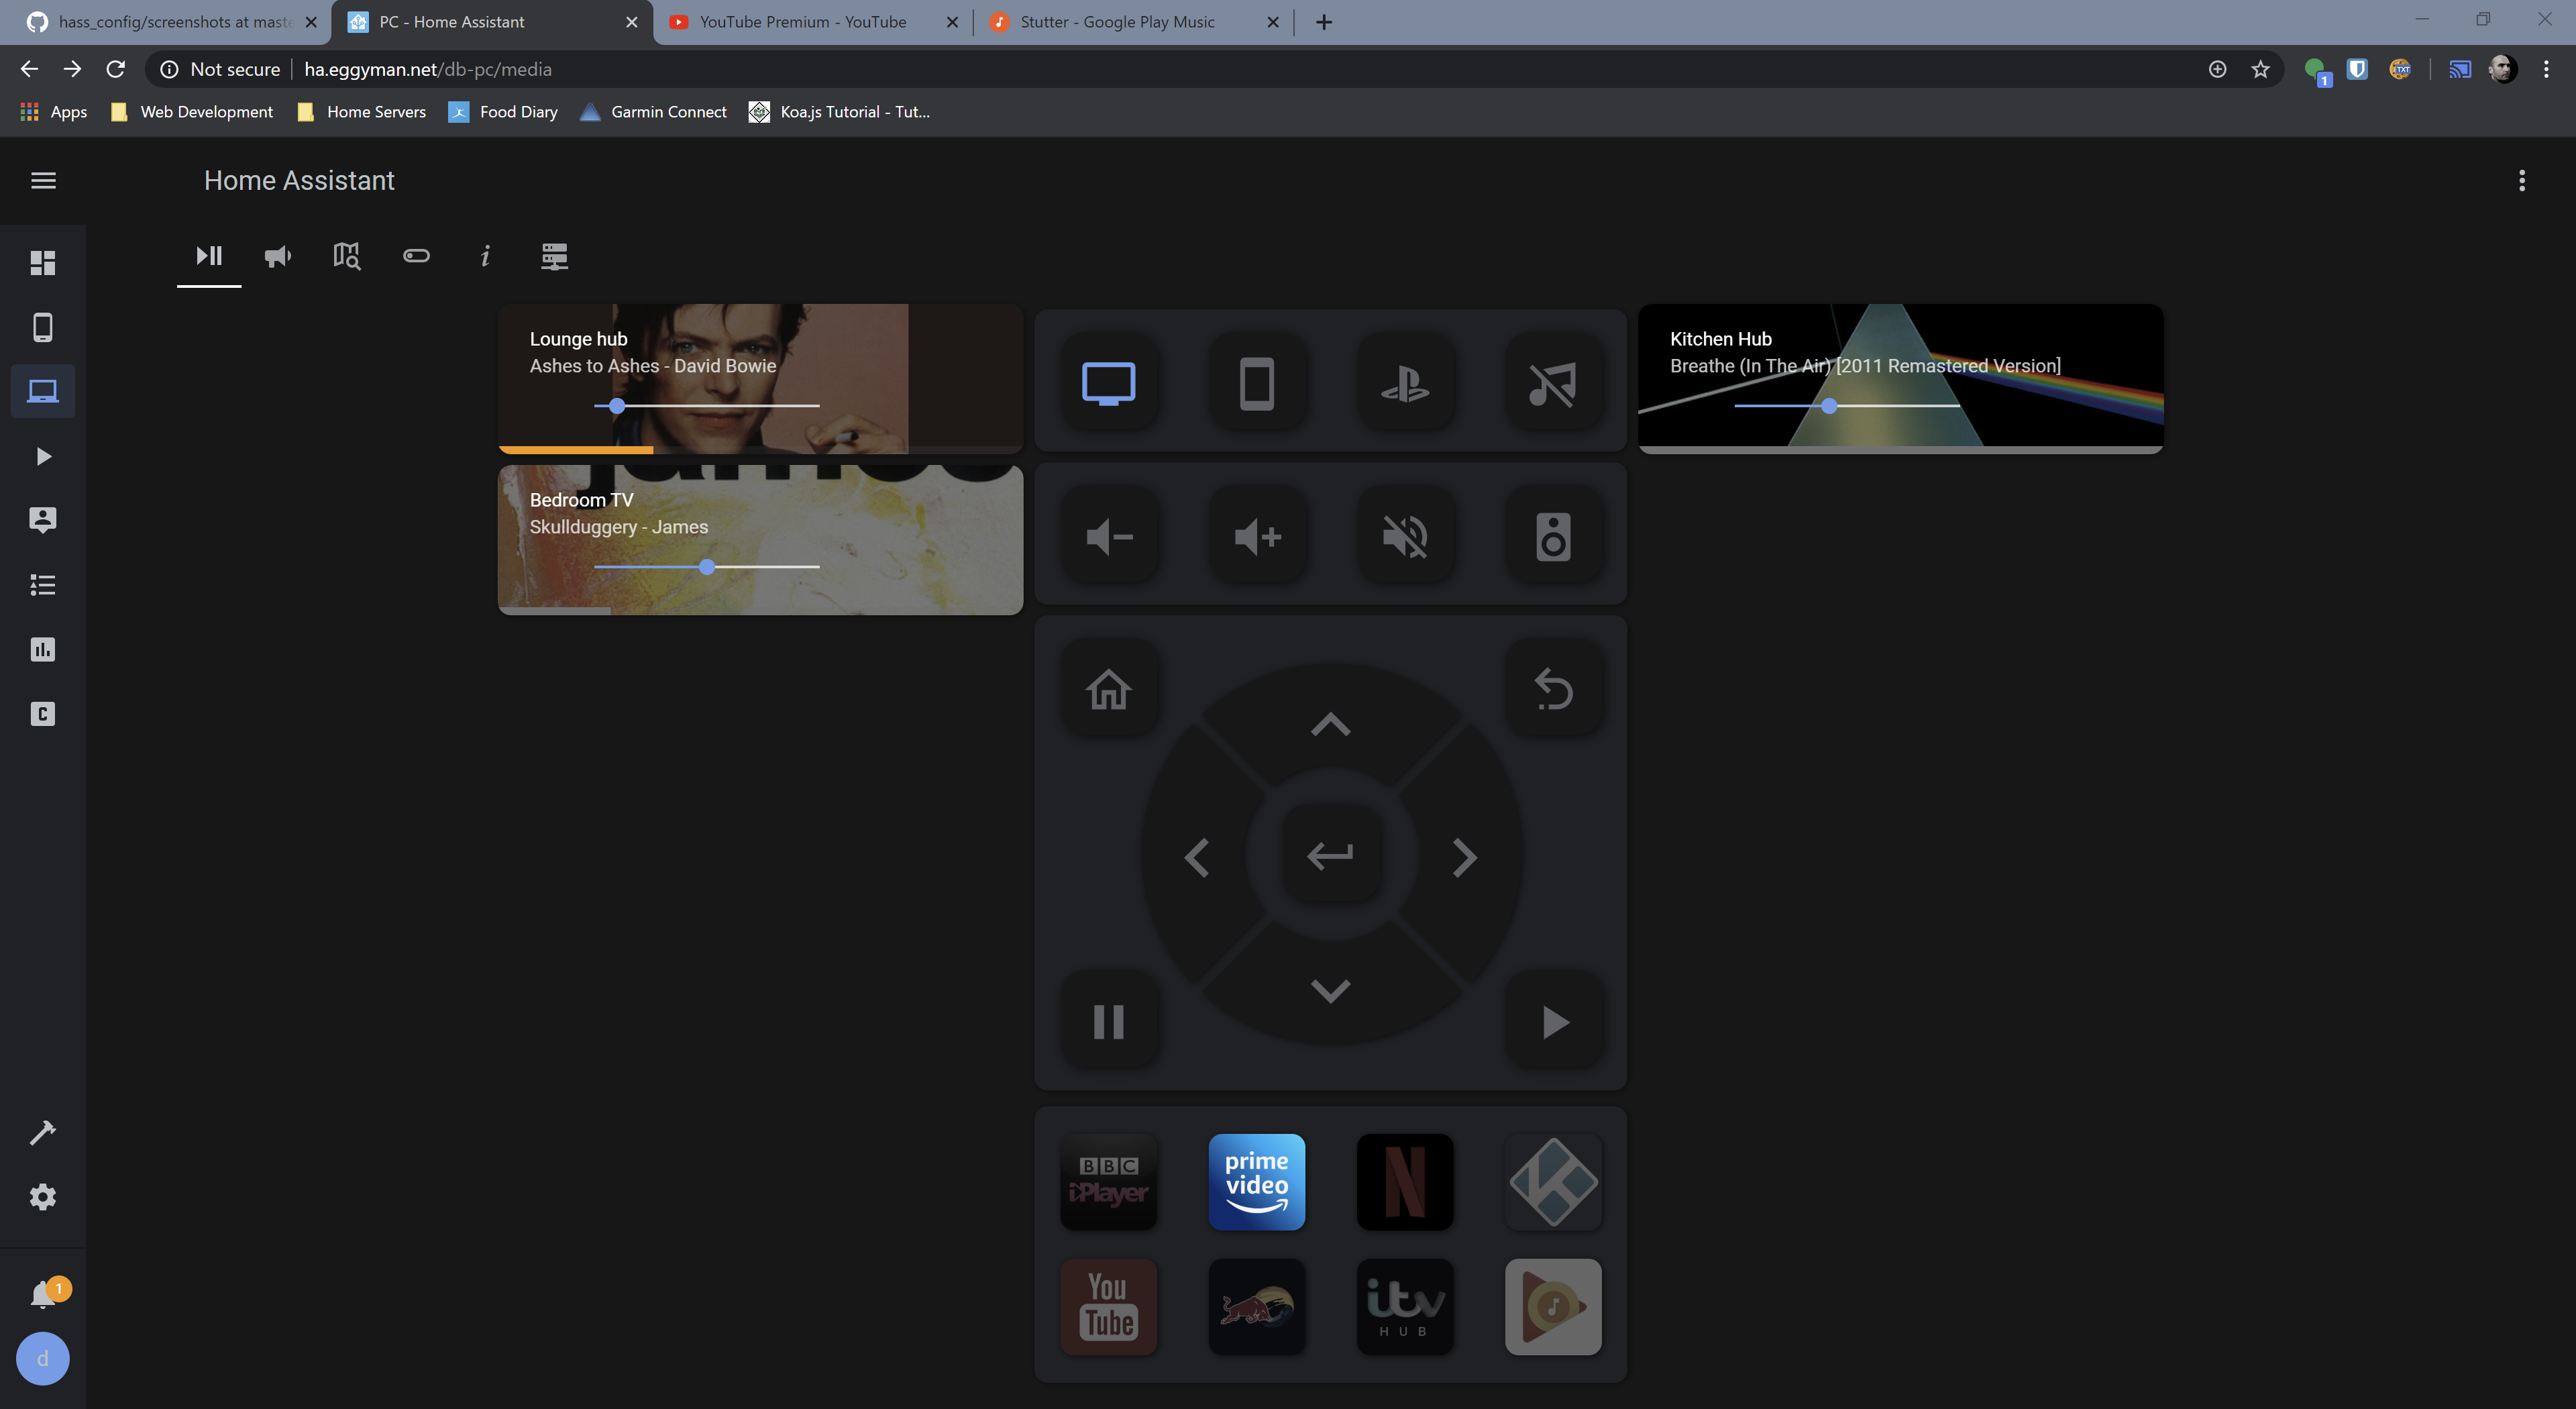 hass_config/screenshots at maste
PC - Home Assistant
YouTube Premium - YouTube
Stutter - Google Play Music
Not secure
ha.eggyman.net/db-pc/media
1
TXT
Apps
Web Development
Home Servers
Food Diary
Garmin Connect
Koa.js Tutorial - Tut...
Home Assistant
i
Lounge hub
Ashes to Ashes - David Bowie
Kitchen Hub
Breathe (In The Air) [2011 Remastered Version]
Bedroom TV
Skullduggery - James
C
BBC
iPlayer
prime
video
N
You
Tube
itv
HUB
1
d